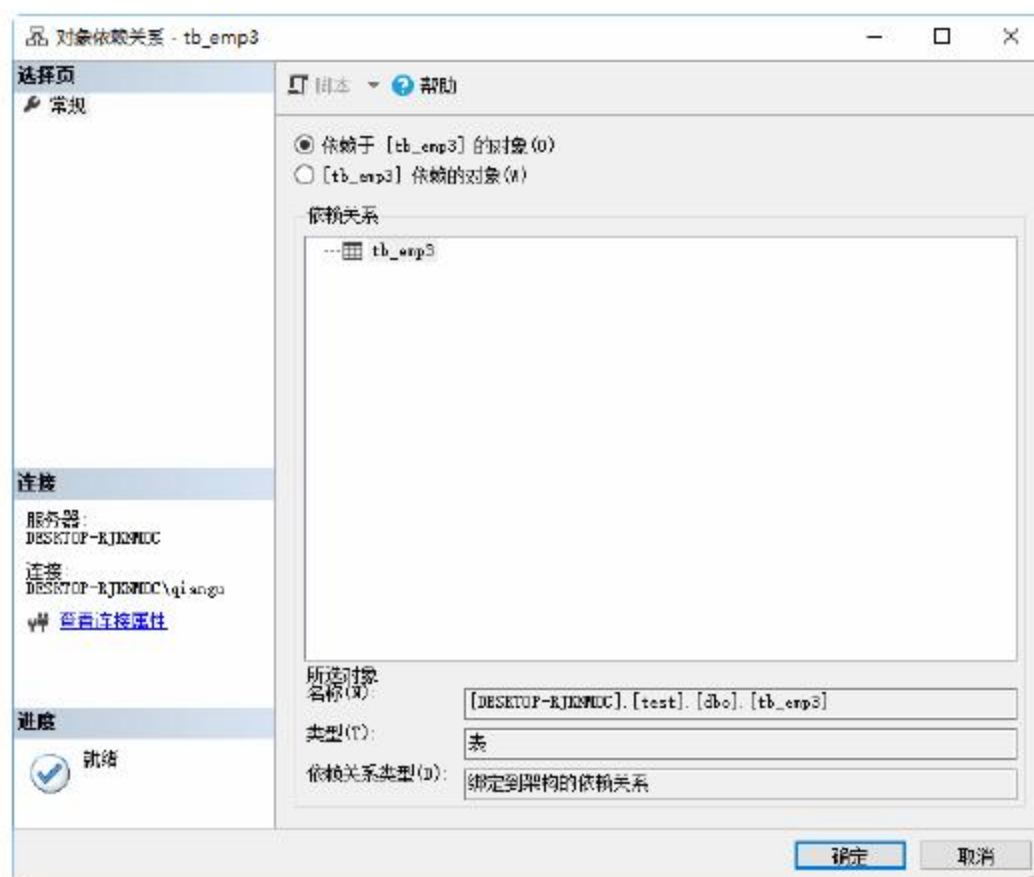 对象依赖关系 - tb_emp3
选择页
常规
脚本 帮助
依赖于 [tb_emp3] 的对象(O)
[tb_emp3] 依赖的对象(W)
依赖关系
tb_emp3
连接
服务器:
DESKTOP-RJKNMOC
连接:
DESKTOP-RJKNMOC\qiangu
查看连接属性
进度
就绪
所选对象
名称(N):
[DESKTOP-RJKNMOC].[test].[dbo].[tb_emp3]
类型(T):
表
依赖关系类型(D):
绑定到架构的依赖关系
确定 取消